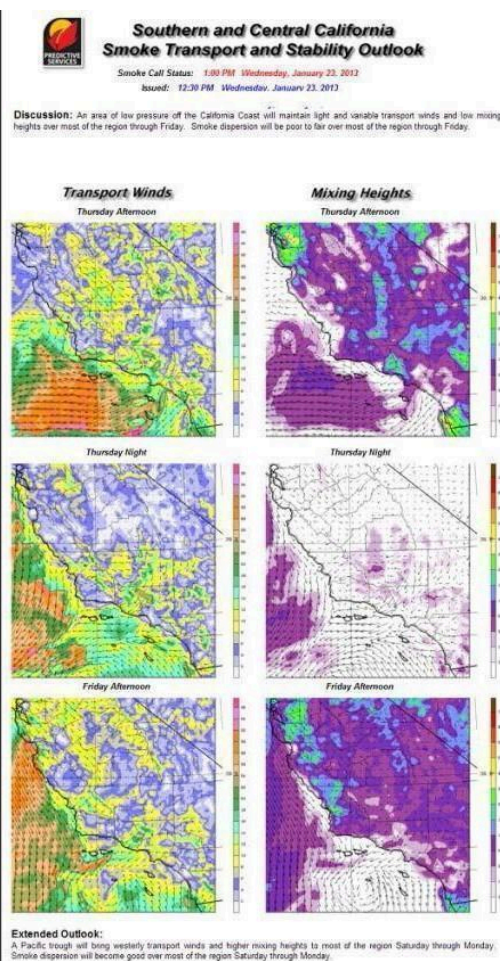 PREDICTIVE
SERVICES
Southern and Central California
Smoke Transport and Stability Outlook
Smoke Call Status: 1:00 PM Wednesday, January 23, 2013
Issued: 12:30 PM Wednesday, January 23, 2013
Discussion: An area of low pressure off the California Coast will maintain light and variable transport winds and low mixing
heights over most of the region through Friday. Smoke dispersion will be poor to fair over most of the region through Friday.
Transport Winds
Mixing Heights
Thursday Afternoon
Thursday Afternoon
Thursday Night
Thursday Night
Friday Afternoon
Friday Afternoon
Extended Outlook:
A Pacific trough will bring westerly transport winds and higher mixing heights to most of the region Saturday through Monday.
Smoke dispersion will become good over most of the region Saturday through Monday.